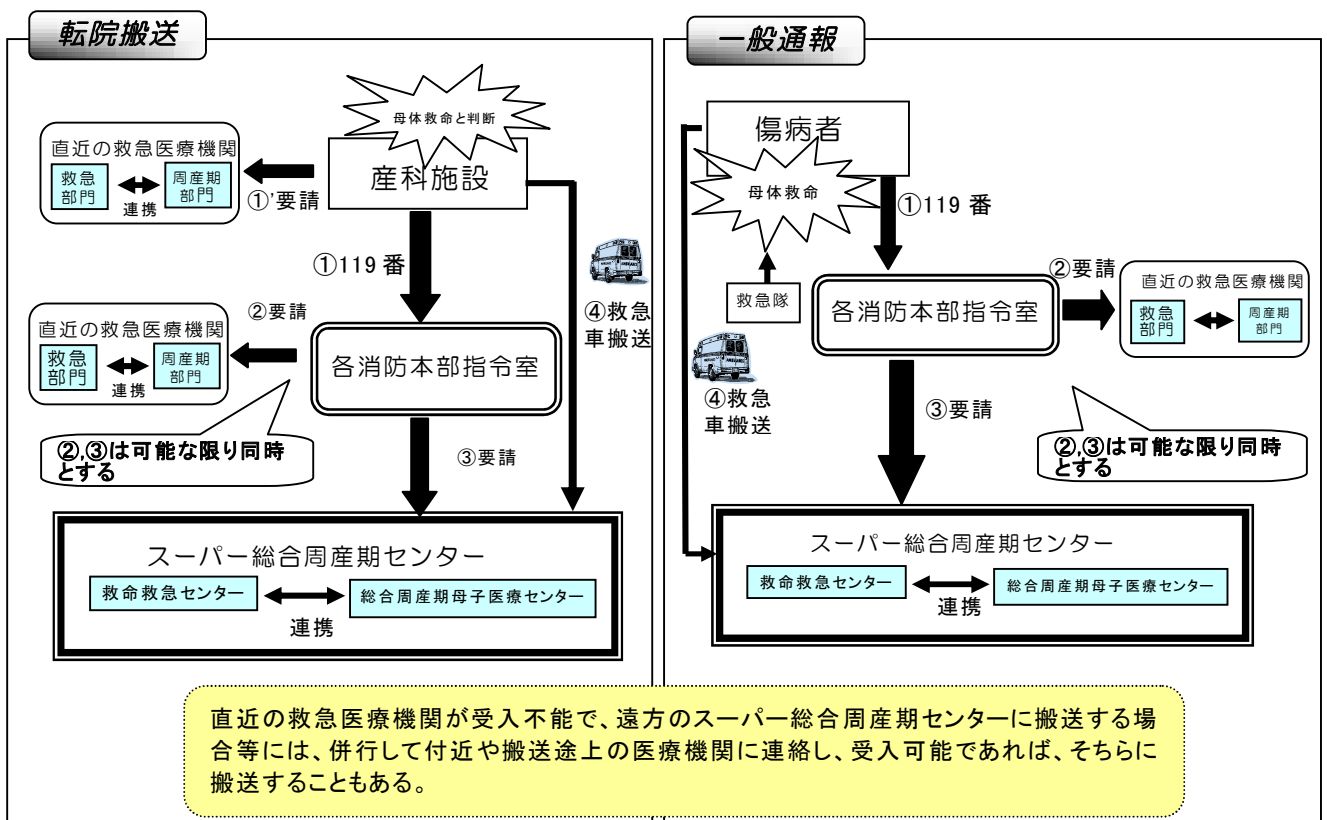 転院搬送
母体救命と判断
産科施設
直近の救急医療機関
救急
部門
連携
周産期
部門
①’要請
①119番
④救急
車搬送
直近の救急医療機関
救急
部門
連携
周産期
部門
②要請
各消防本部指令室
②,③は可能な限り同時
とする
③要請
スーパー総合周産期センター
救命救急センター
連携
総合周産期母子医療センター
一般通報
傷病者
母体救命
①119番
救急隊
各消防本部指令室
②要請
直近の救急医療機関
救急
部門
周産期
部門
④救急
車搬送
③要請
②,③は可能な限り同時
とする
スーパー総合周産期センター
救命救急センター
連携
総合周産期母子医療センター
直近の救急医療機関が受入不能で、遠方のスーパー総合周産期センターに搬送する場
合等には、併行して付近や搬送途上の医療機関に連絡し、受入可能であれば、そちらに
搬送することもある。